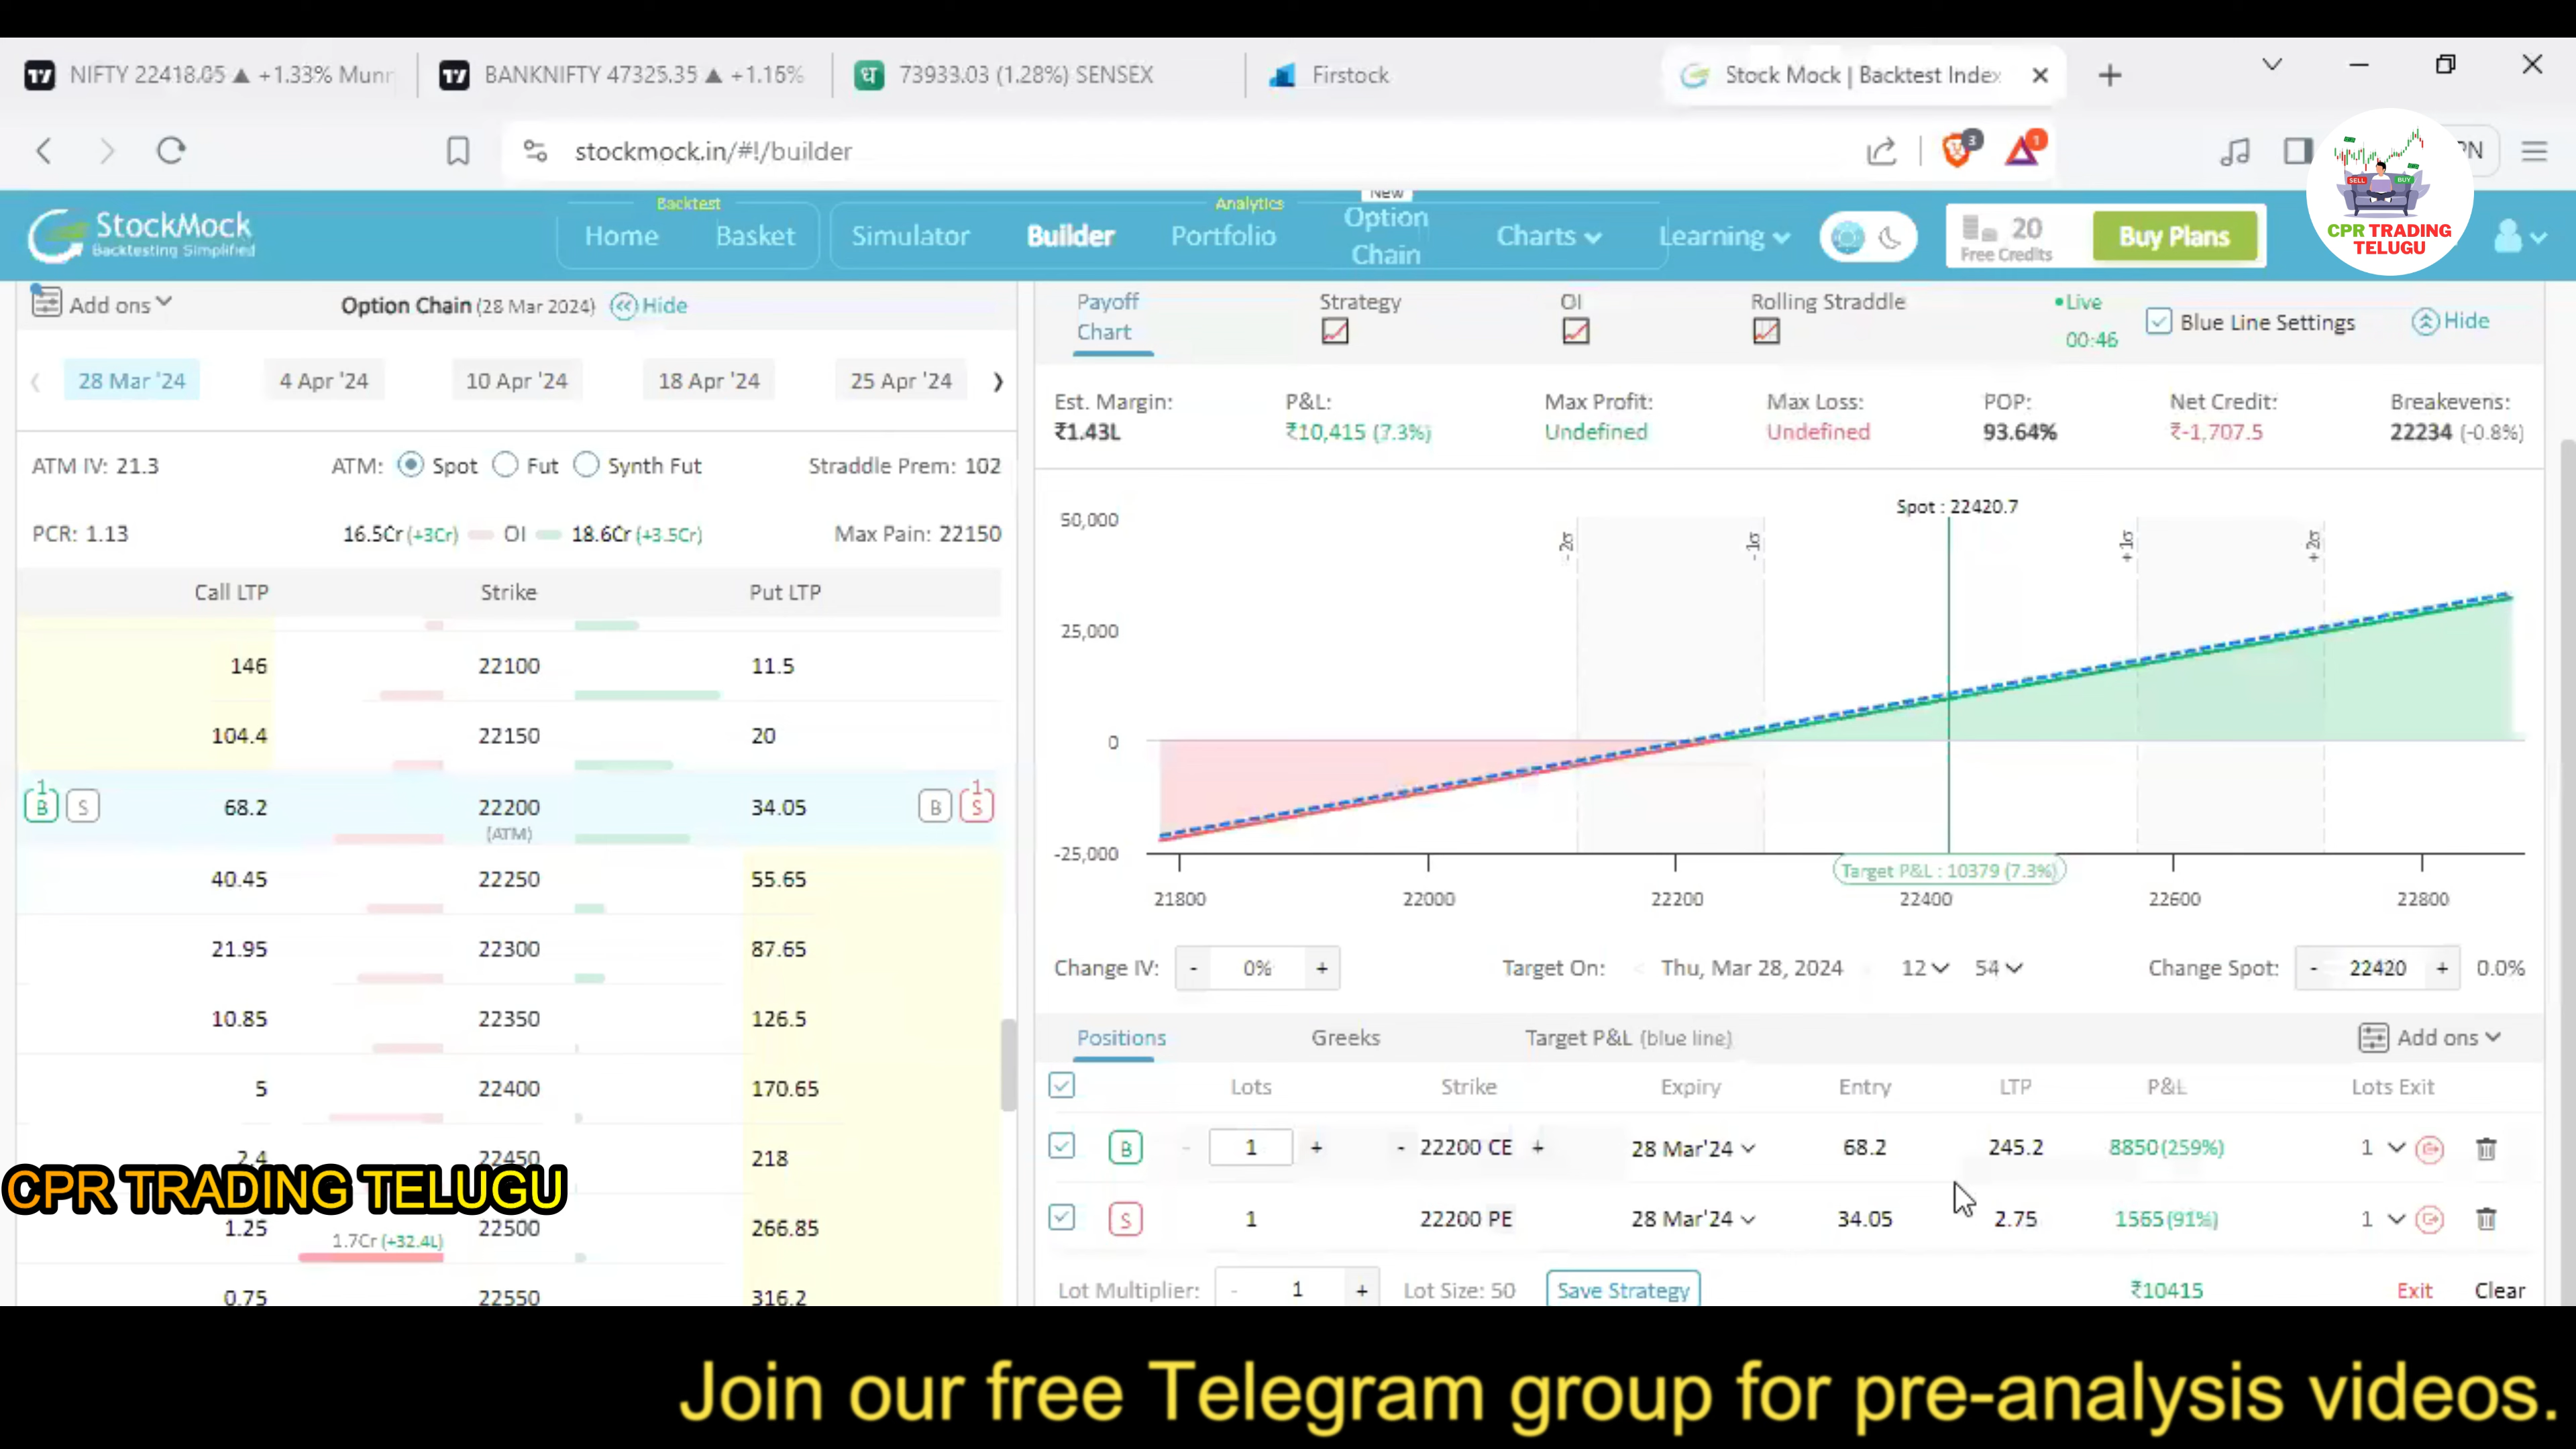 NIFTY 22418.05 ▲ +1.33% Munr
BANKNIFTY 47325.35 ▲ +1.15%
73933.03 (1.28%) SENSEX
Firstock
Stock Mock | Backtest Index
stockmock.in/#!/builder
StockMock
Backtesting Simplified
Backtest
Home
Basket
Analytics
Simulator
Builder
Portfolio
New
Option
Chain
Charts
Learning
20
Free Credits
Buy Plans
SELL
BUY
CPR TRADING
TELUGU
Add ons
Option Chain (28 Mar 2024) Hide
28 Mar '24 4 Apr '24 10 Apr '24 18 Apr '24 25 Apr '24
ATM IV: 21.3 ATM: Spot Fut Synth Fut Straddle Prem: 102
PCR: 1.13 16.5Cr (+3Cr) OI 18.6Cr (+3.5Cr) Max Pain: 22150
Call LTP Strike Put LTP
146 22100 11.5
104.4 22150 20
1
B S 68.2 22200 34.05 B S
1
(ATM)
40.45 22250 55.65
21.95 22300 87.65
10.85 22350 126.5
5 22400 170.65
2.4 22450 218
CPR TRADING TELUGU
1.25 22500 266.85
1.7Cr (+32.4L)
0.75 22550 316.2
Payoff
Chart
Strategy
OI
Rolling Straddle
Live
00:46
Blue Line Settings
Hide
Est. Margin: P&L: Max Profit: Max Loss: POP: Net Credit: Breakevens:
₹1.43L ₹10,415 (7.3%) Undefined Undefined 93.64% ₹-1,707.5 22234 (-0.8%)
Spot : 22420.7
50,000
25,000
0
-25,000
-2σ
-1σ
+1σ
+2σ
Target P&L : 10379 (7.3%)
21800 22000 22200 22400 22600 22800
Change IV: - 0% + Target On: Thu, Mar 28, 2024 12 54 Change Spot: - 22420 + 0.0%
Positions Greeks Target P&L (blue line) Add ons
Lots Strike Expiry Entry LTP P&L Lots Exit
B - 1 + - 22200 CE + 28 Mar'24 68.2 245.2 8850(259%) 1
S 1 22200 PE 28 Mar'24 34.05 2.75 1565(91%) 1
Lot Multiplier: - 1 + Lot Size: 50 Save Strategy ₹10415 Exit Clear
Join our free Telegram group for pre-analysis videos.